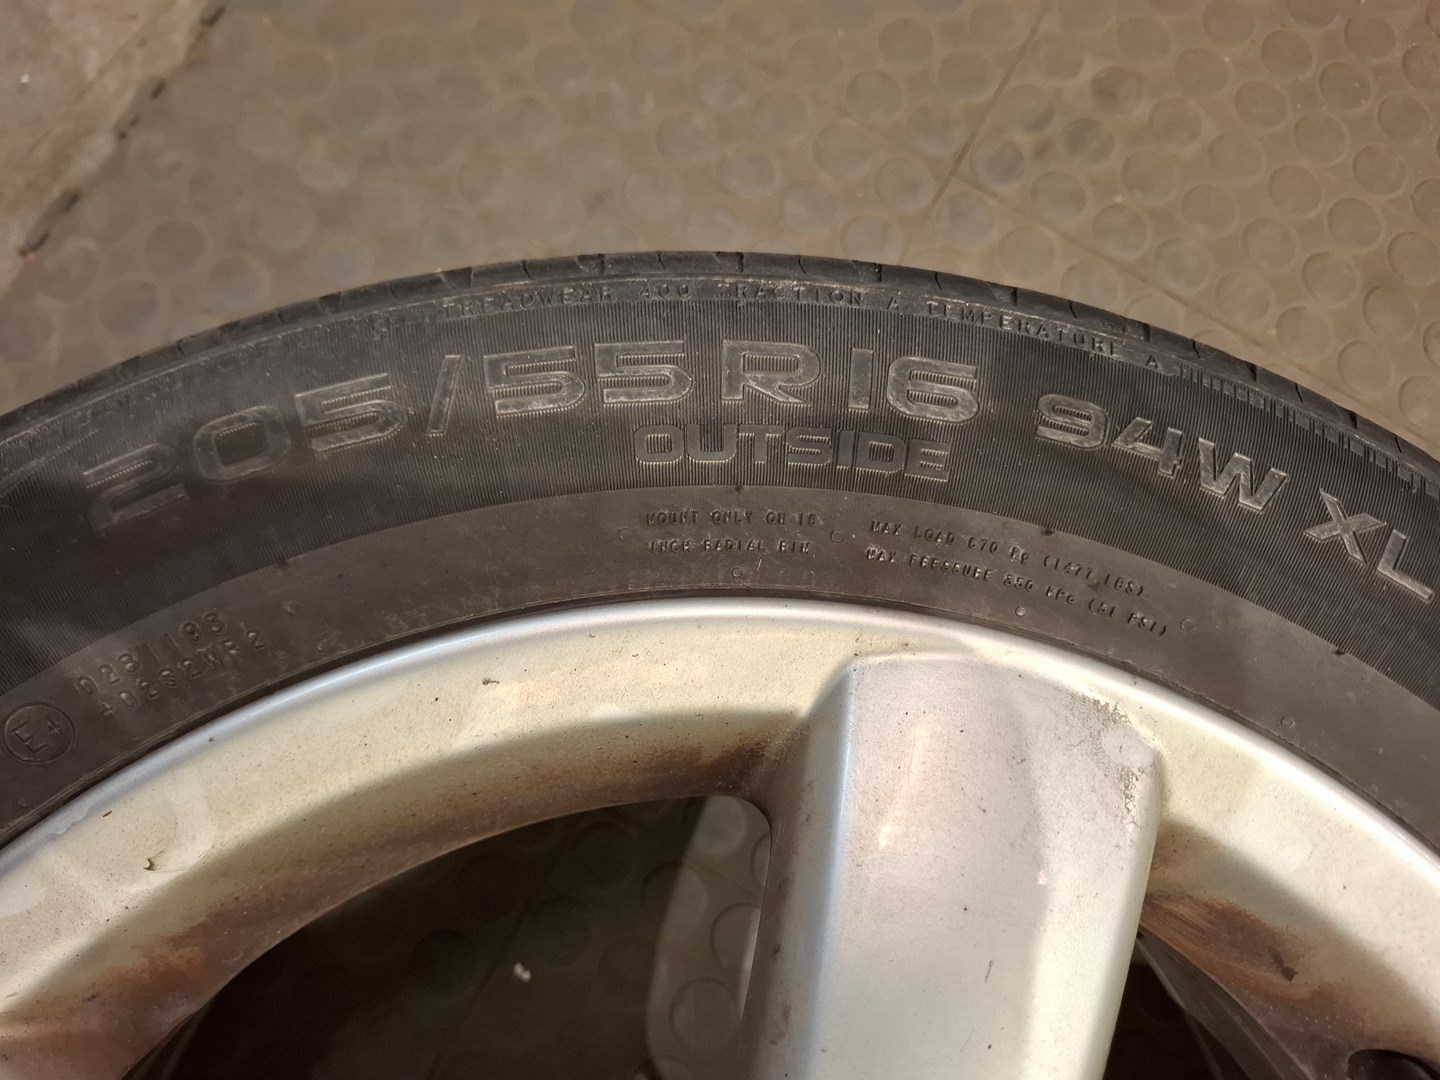 TREADWEAR 400 TRACTION A TEMPERATURE A
205/55R16 94W XL
OUTSIDE
MOUNT ONLY ON 16
INCH RADIAL RIM
MAX LOAD 670 kg (1477 LBS)
MAX PRESSURE 350 kPa (51 PSI)
0281193
E4